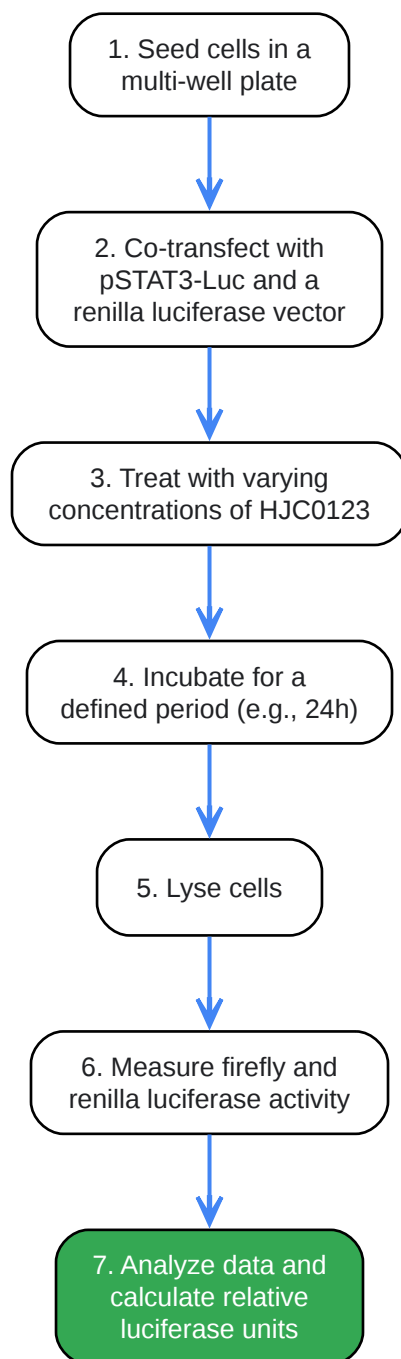 1. Seed cells in a
multi-well plate
2. Co-transfect with
pSTAT3-Luc and a
renilla luciferase vector
3. Treat with varying
concentrations of HJC0123
4. Incubate for a
defined period (e.g., 24h)
5. Lyse cells
6. Measure firefly and
renilla luciferase activity
7. Analyze data and
calculate relative
luciferase units